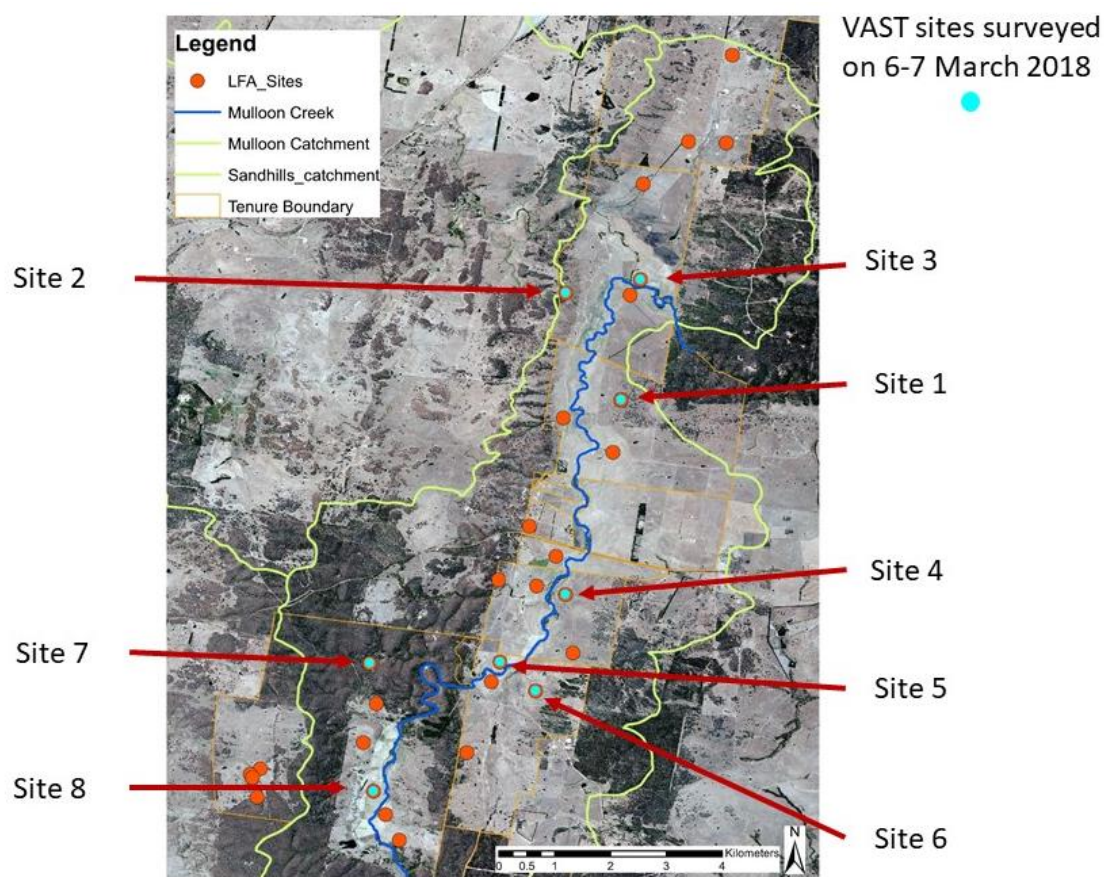 VAST sites surveyed
on 6-7 March 2018
Legend
LFA_Sites
Mulloon Creek
Mulloon Catchment
Sandhills_catchment
Tenure Boundary
Site 2
Site 3
Site 1
Site 4
Site 7
Site 5
Site 8
Site 6
N
Kilometers
0 0.5 1 2 3 4